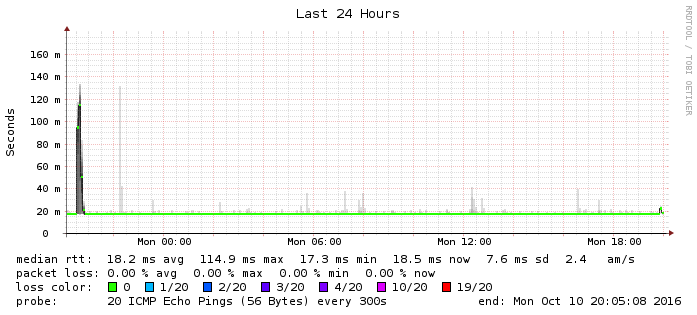 Last 24 Hours
RRDTOOL / TOBI OETIKER
Seconds
160 m
140 m
120 m
100 m
80 m
60 m
40 m
20 m
0
Mon 00:00 Mon 06:00 Mon 12:00 Mon 18:00
median rtt: 18.2 ms avg 114.9 ms max 17.3 ms min 18.5 ms now 7.6 ms sd 2.4 am/s
packet loss: 0.00 % avg 0.00 % max 0.00 % min 0.00 % now
loss color: 0 1/20 2/20 3/20 4/20 10/20 19/20
probe: 20 ICMP Echo Pings (56 Bytes) every 300s end: Mon Oct 10 20:05:08 2016